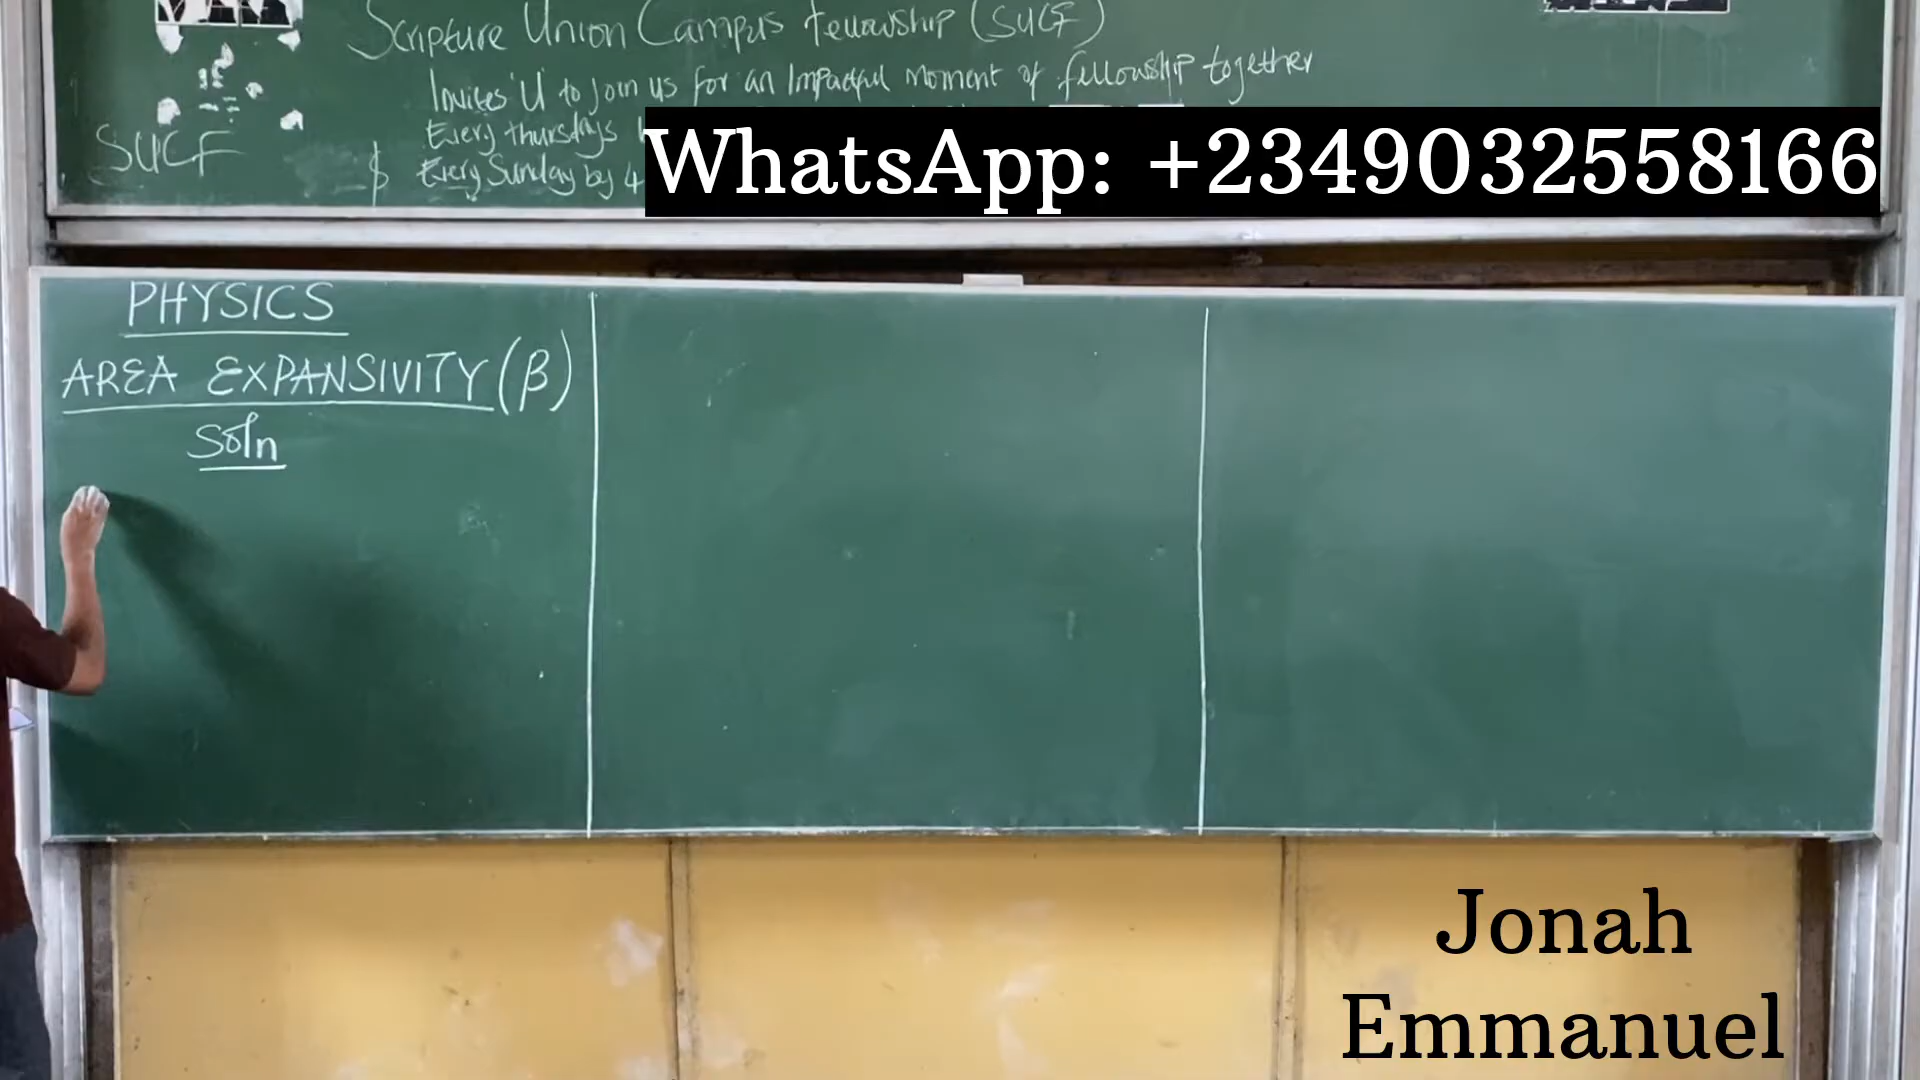 Scripture Union Campus fellowship (SUCF)
Invites 'U' to join us for an Impactful moment of fellowship together
Every thursdays
Every Sunday by 4
SUCF
WhatsApp: +2349032558166
PHYSICS
AREA EXPANSIVITY (β)
Soln
Jonah
Emmanuel